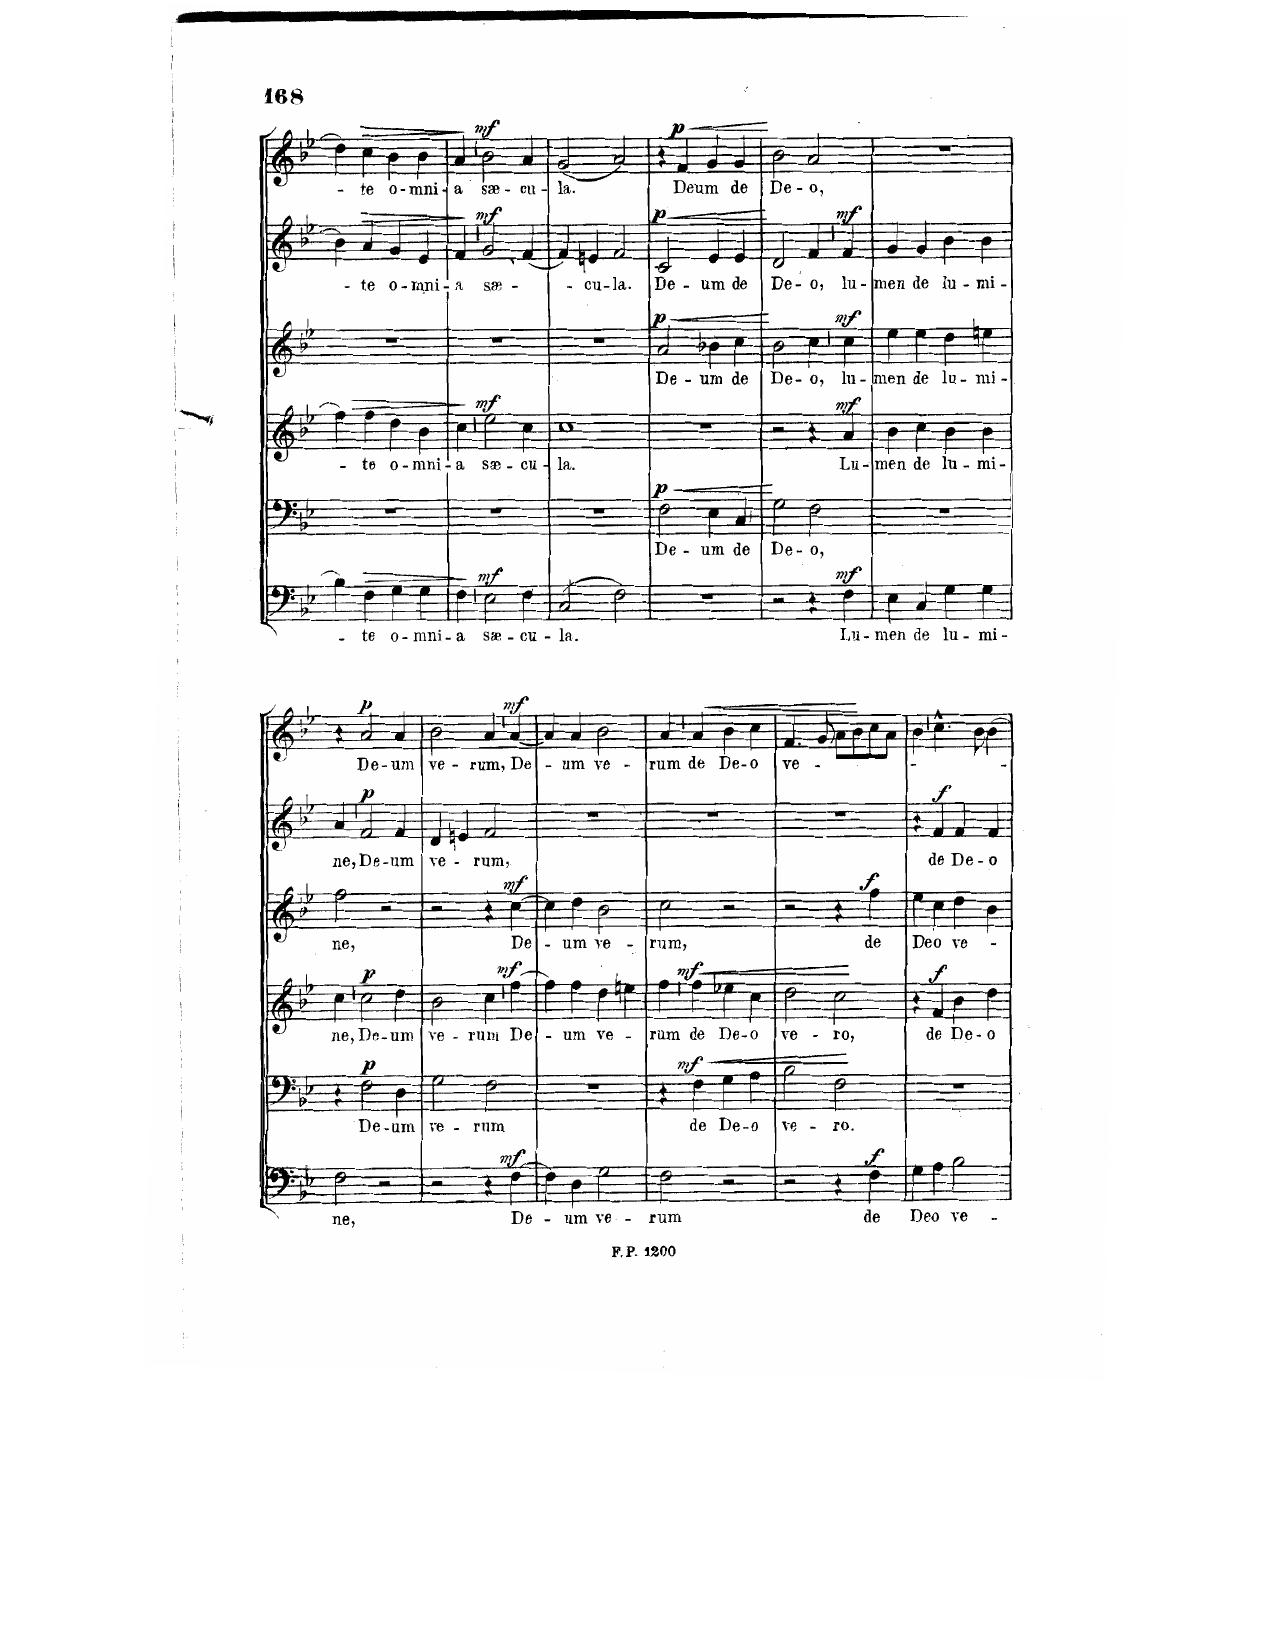 168
mf p
- te o-mni-a sæ-cu-la. Deum de De-o,
mf p mf
- te o-mni-a sæ- -cu-la. De-um de De-o, lu-men de lu-mi-
p mf
De-um de De-o, lu-men de lu-mi-
mf mf
- te o-mni-a sæ-cu-la. Lu-men de lu-mi-
p
De-um de De-o,
mf mf
- te o-mni-a sæ-cu-la. Lu-men de lu-mi-
p mf
De-um ve-rum, De-um ve-rum de De-o ve- - -
p f
ne, De-um ve-rum, de De-o
mf f
ne, De-um ve-rum, de Deo ve-
p mf mf f
ne, De-um ve-rum De-um ve-rum de De-o ve-ro, de De-o
p mf
De-um ve-rum de De-o ve-ro.
mf f
ne, De-um ve-rum de Deo ve-
F. P. 1200